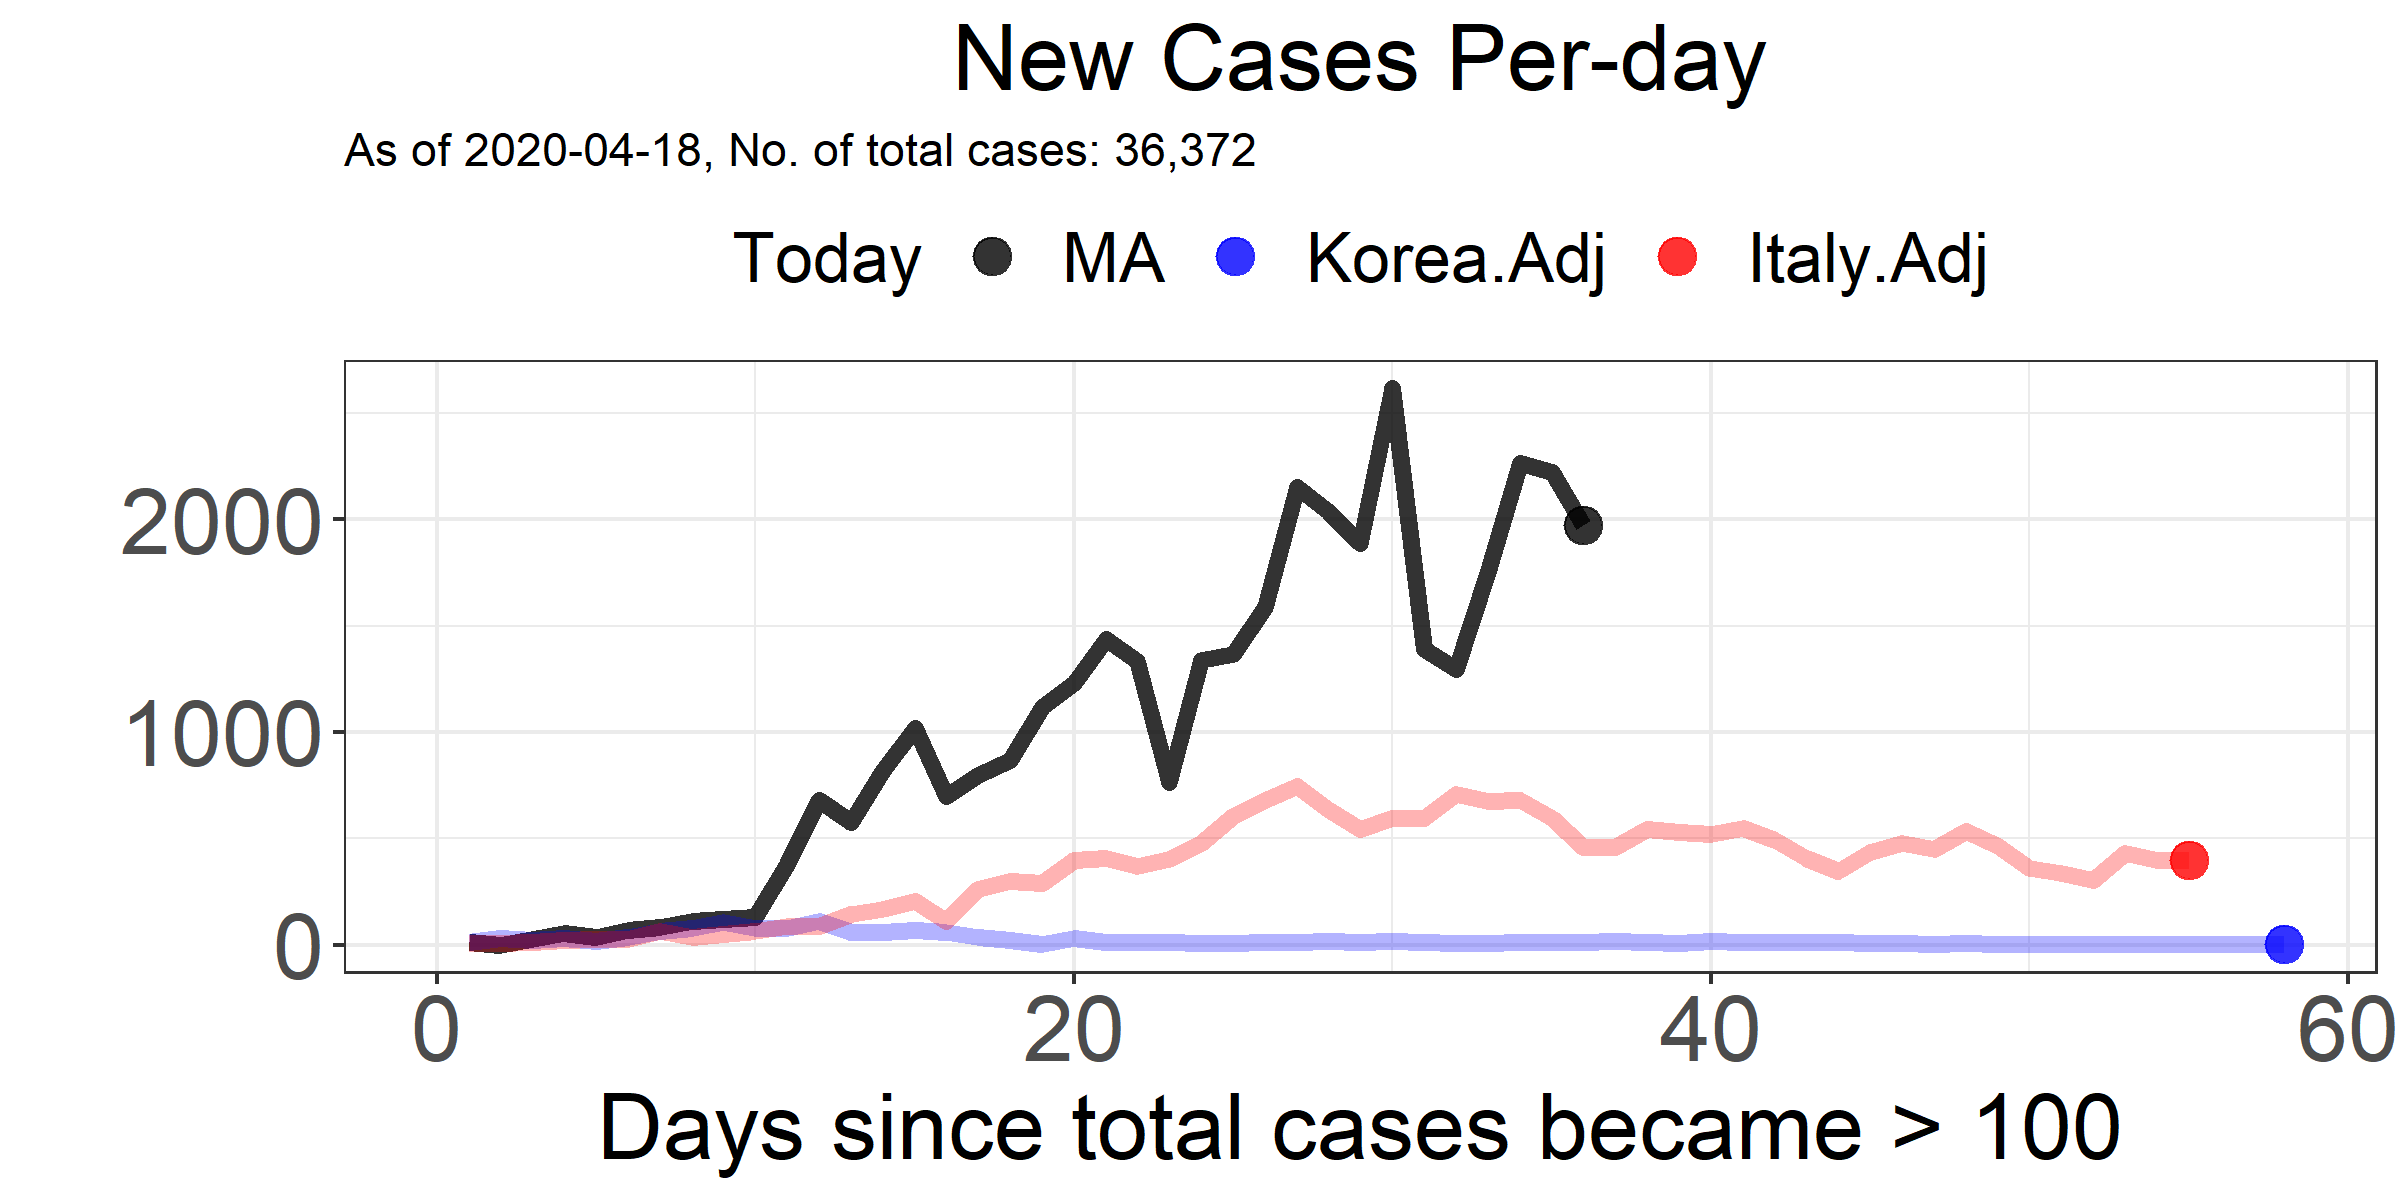 New Cases Per-day
As of 2020-04-18, No. of total cases: 36,372
Today MA Korea.Adj Italy.Adj
2000
1000
0
0 20 40 60
Days since total cases became > 100